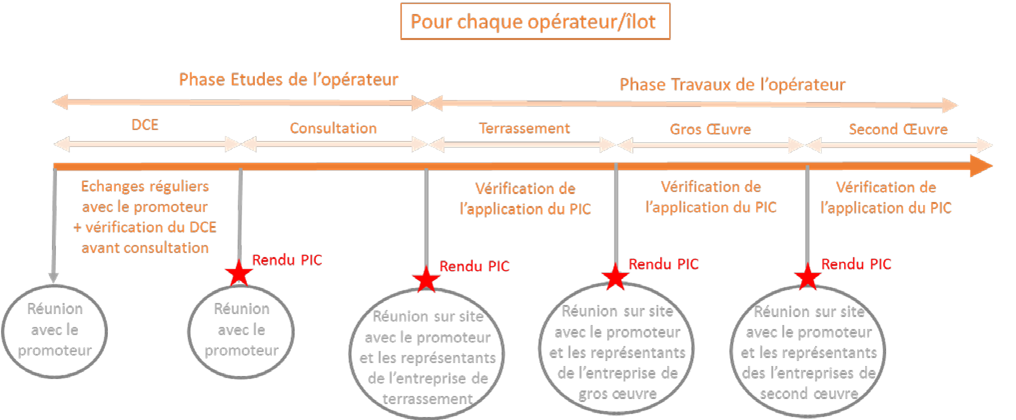 Pour chaque opérateur/îlot
Phase Etudes de l'opérateur
Phase Travaux de l'opérateur
DCE
Consultation
Terrassement
Gros Œuvre
Second Œuvre
Echanges réguliers
avec le promoteur
+ vérification du DCE
avant consultation
Vérification de
l'application du PIC
Vérification de
l'application du PIC
Vérification de
l'application du PIC
Rendu PIC
Rendu PIC
Rendu PIC
Rendu PIC
Réunion
avec le
promoteur
Réunion
avec le
promoteur
Réunion sur site
avec le promoteur
et les représentants
de l'entreprise de
terrassement
Réunion sur site
avec le promoteur
et les représentants
de l'entreprise de
gros œuvre
Réunion sur site
avec le promoteur
et les représentants
des l'entreprises de
second œuvre